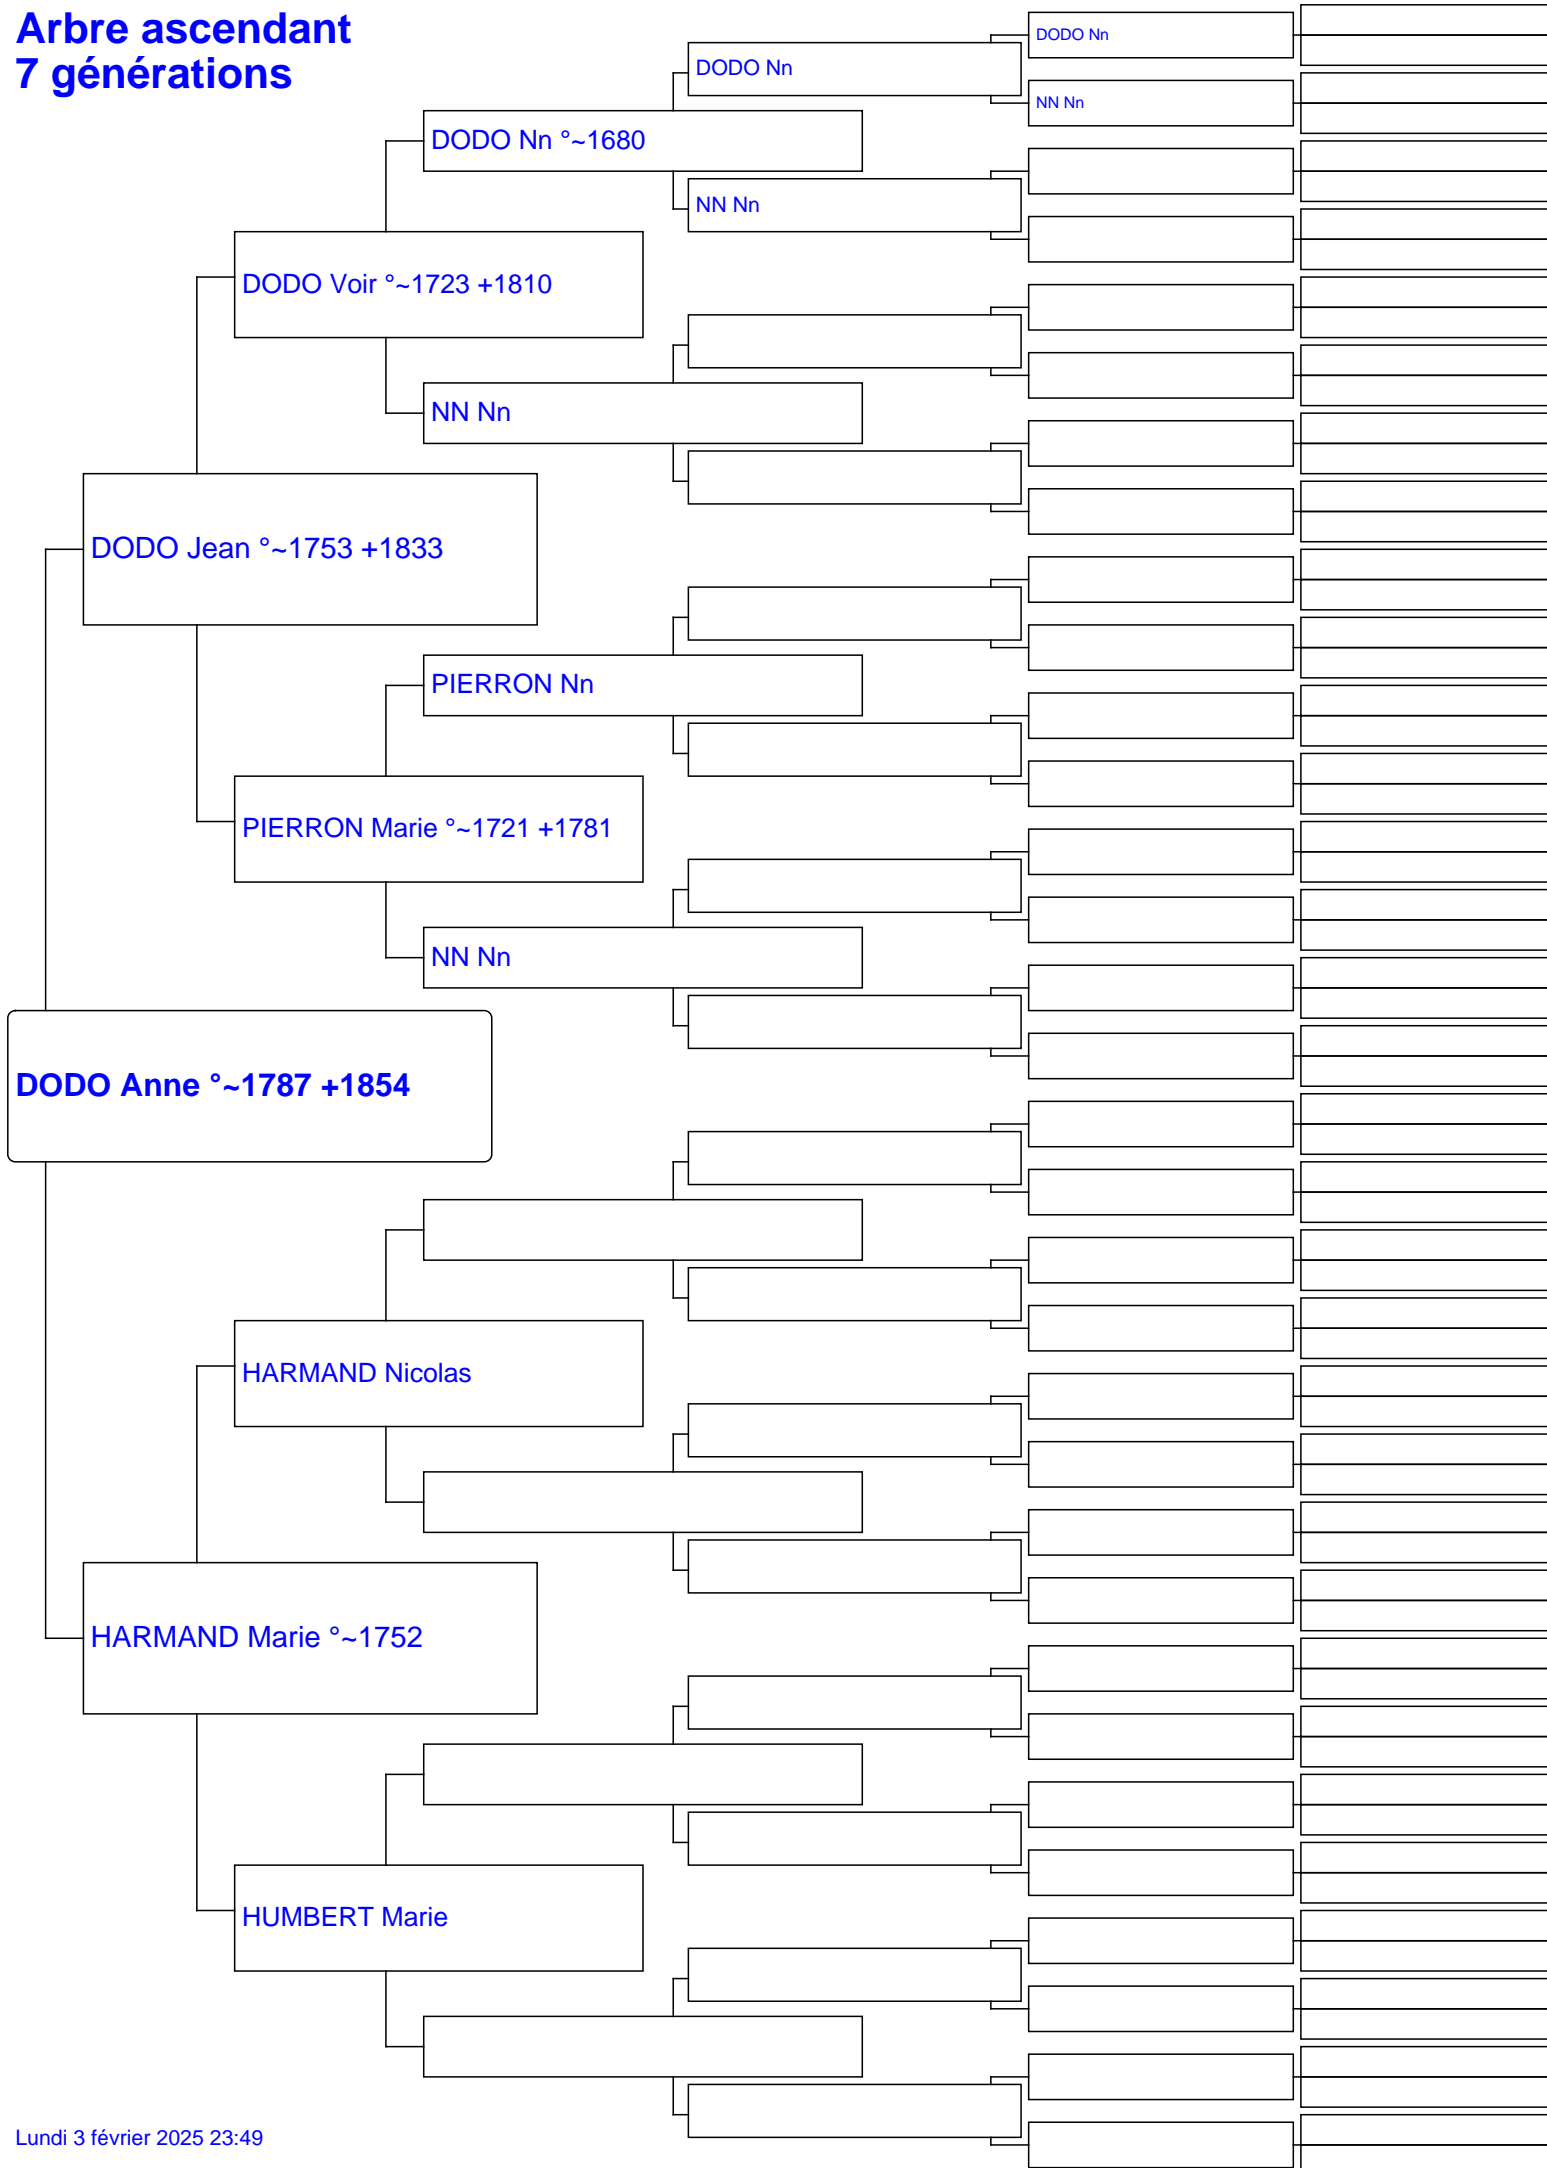 Arbre ascendant
7 générations
DODO Nn
DODO Nn
NN Nn
DODO Nn °~1680
NN Nn
DODO Voir °~1723 +1810
NN Nn
DODO Jean °~1753 +1833
PIERRON Nn
PIERRON Marie °~1721 +1781
NN Nn
DODO Anne °~1787 +1854
HARMAND Nicolas
HARMAND Marie °~1752
HUMBERT Marie
Lundi 3 février 2025 23:49